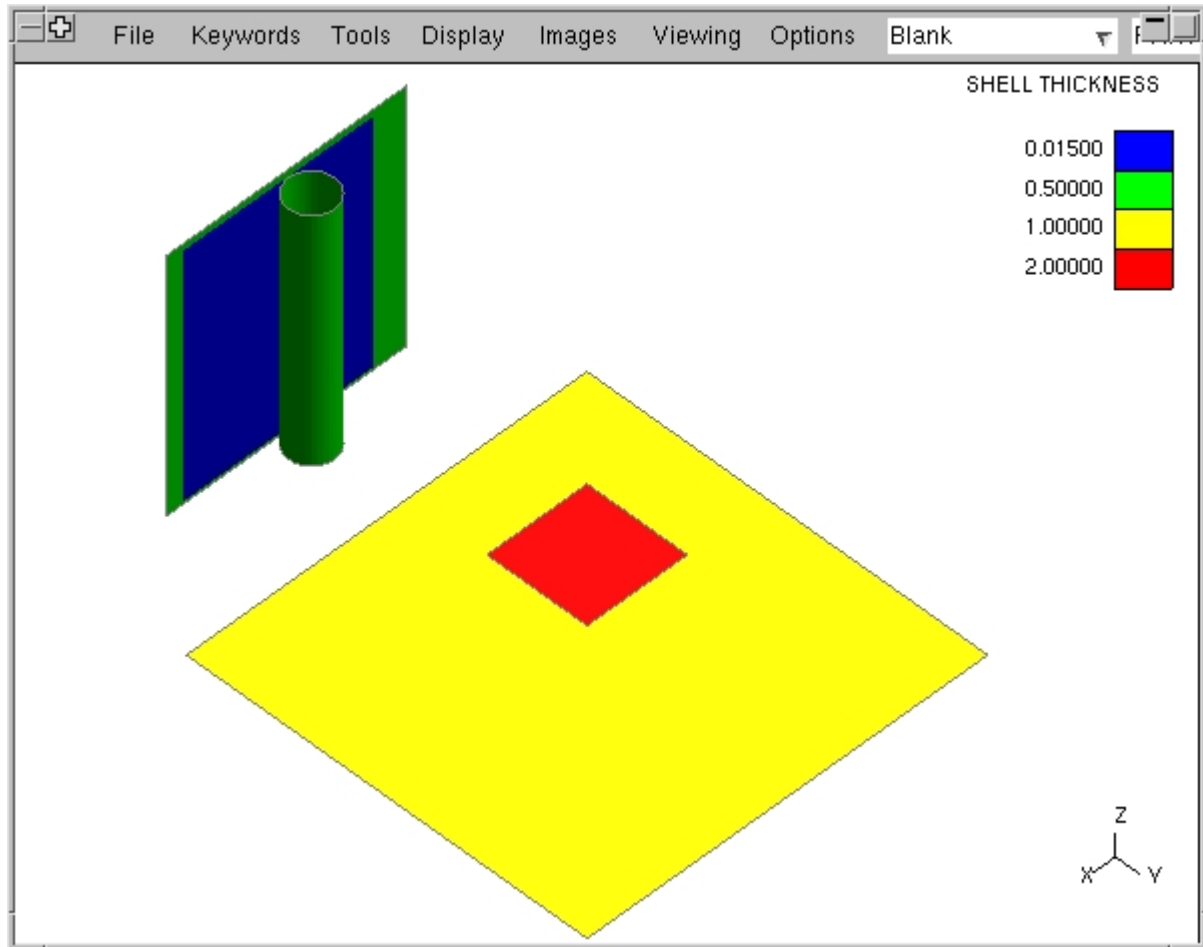 File Keywords Tools Display Images Viewing Options Blank
SHELL THICKNESS
0.01500
0.50000
1.00000
2.00000
Z
X Y